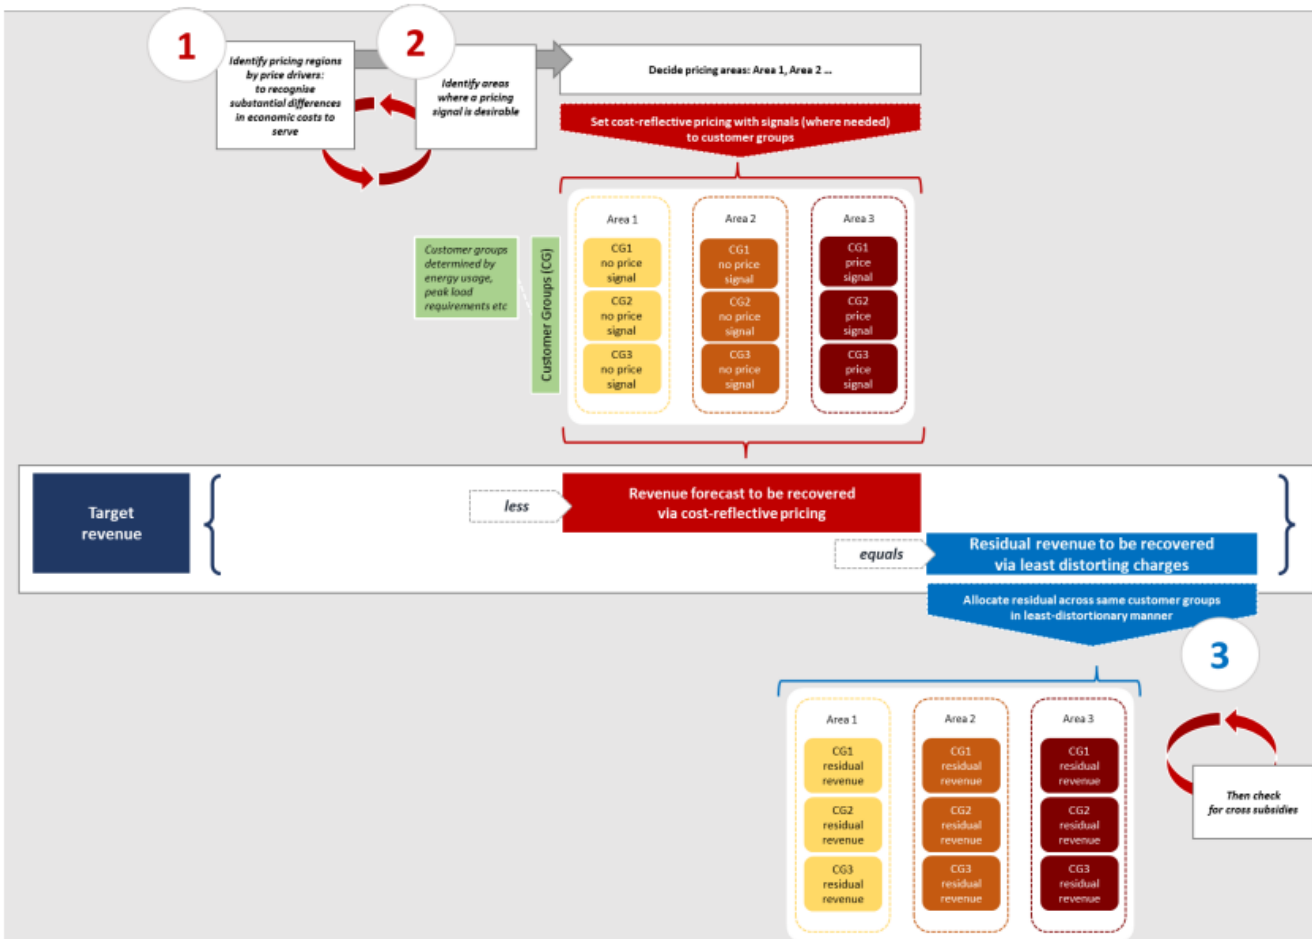 1
Identify pricing regions
by price drivers:
to recognise
substantial differences
in economic costs to
serve
2
Identify areas
where a pricing
signal is desirable
Decide pricing areas: Area 1, Area 2 ...
Set cost-reflective pricing with signals (where needed)
to customer groups
Customer groups
determined by
energy usage,
peak load
requirements etc
Customer Groups (CG)
Area 1
CG1
no price
signal
CG2
no price
signal
CG3
no price
signal
Area 2
CG1
no price
signal
CG2
no price
signal
CG3
no price
signal
Area 3
CG1
price
signal
CG2
price
signal
CG3
price
signal
Target
revenue
less
Revenue forecast to be recovered
via cost-reflective pricing
equals
Residual revenue to be recovered
via least distorting charges
Allocate residual across same customer groups
in least-distortionary manner
3
Area 1
CG1
residual
revenue
CG2
residual
revenue
CG3
residual
revenue
Area 2
CG1
residual
revenue
CG2
residual
revenue
CG3
residual
revenue
Area 3
CG1
residual
revenue
CG2
residual
revenue
CG3
residual
revenue
Then check
for cross subsidies